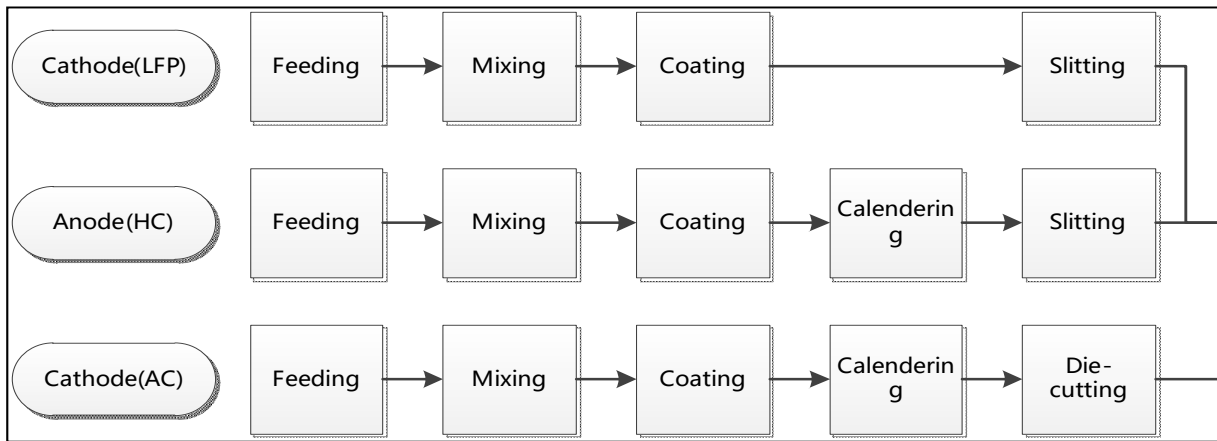 Cathode(LFP)
Feeding
Mixing
Coating
Slitting
Anode(HC)
Feeding
Mixing
Coating
Calenderin
g
Slitting
Cathode(AC)
Feeding
Mixing
Coating
Calenderin
g
Die-
cutting